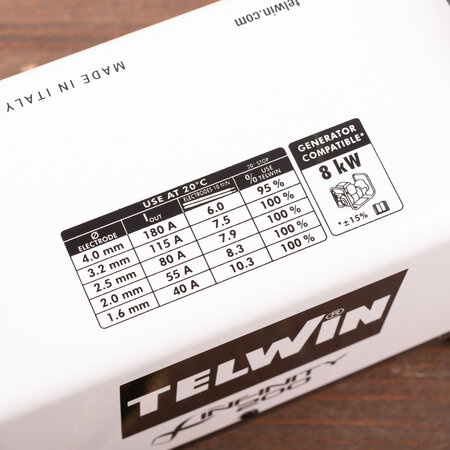 telwin.com
MADE IN ITALY
USE AT 20°C
Ø ELECTRODE I OUT ELECTRODES 10 MIN 20' STOP % USE TELWIN
4.0 mm 180 A 6.0 95 %
3.2 mm 115 A 7.5 100 %
2.5 mm 80 A 7.9 100 %
2.0 mm 55 A 8.3 100 %
1.6 mm 40 A 10.3 100 %
GENERATOR
COMPATIBLE*
8 kW
*±15%
TELWIN®
INFINITY
200